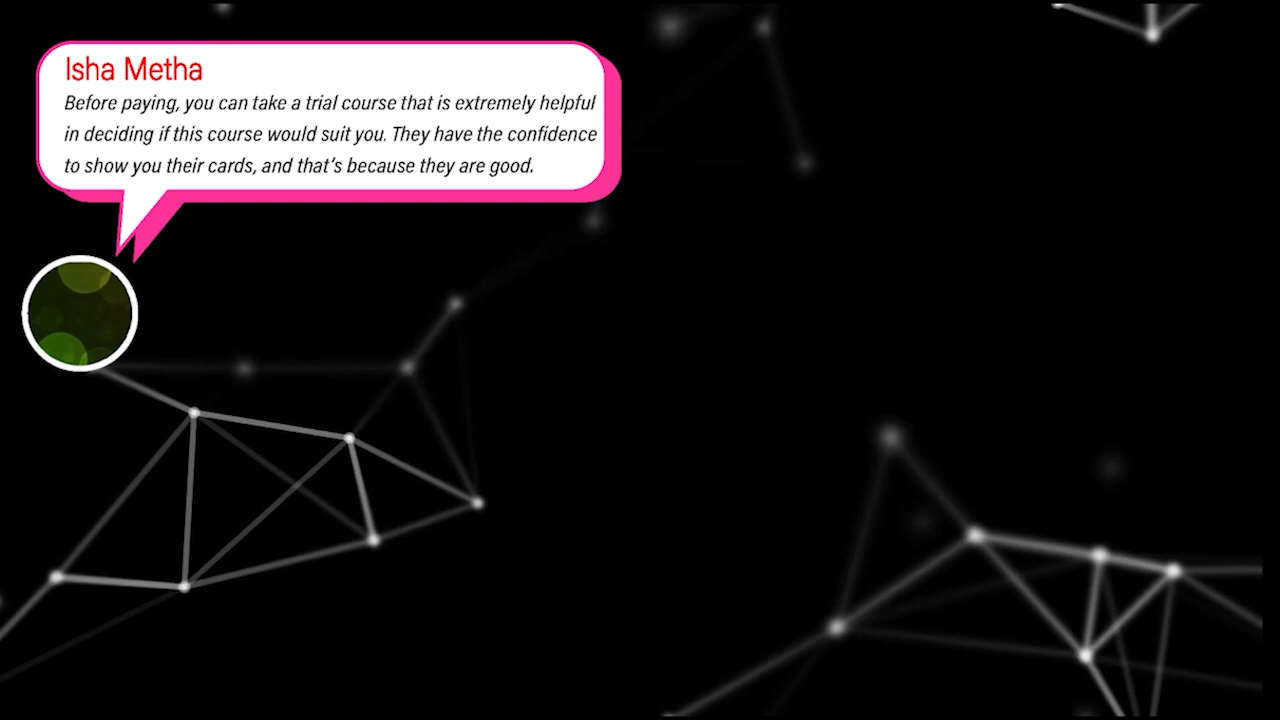 Isha Metha
Before paying, you can take a trial course that is extremely helpful
in deciding if this course would suit you. They have the confidence
to show you their cards, and that's because they are good.